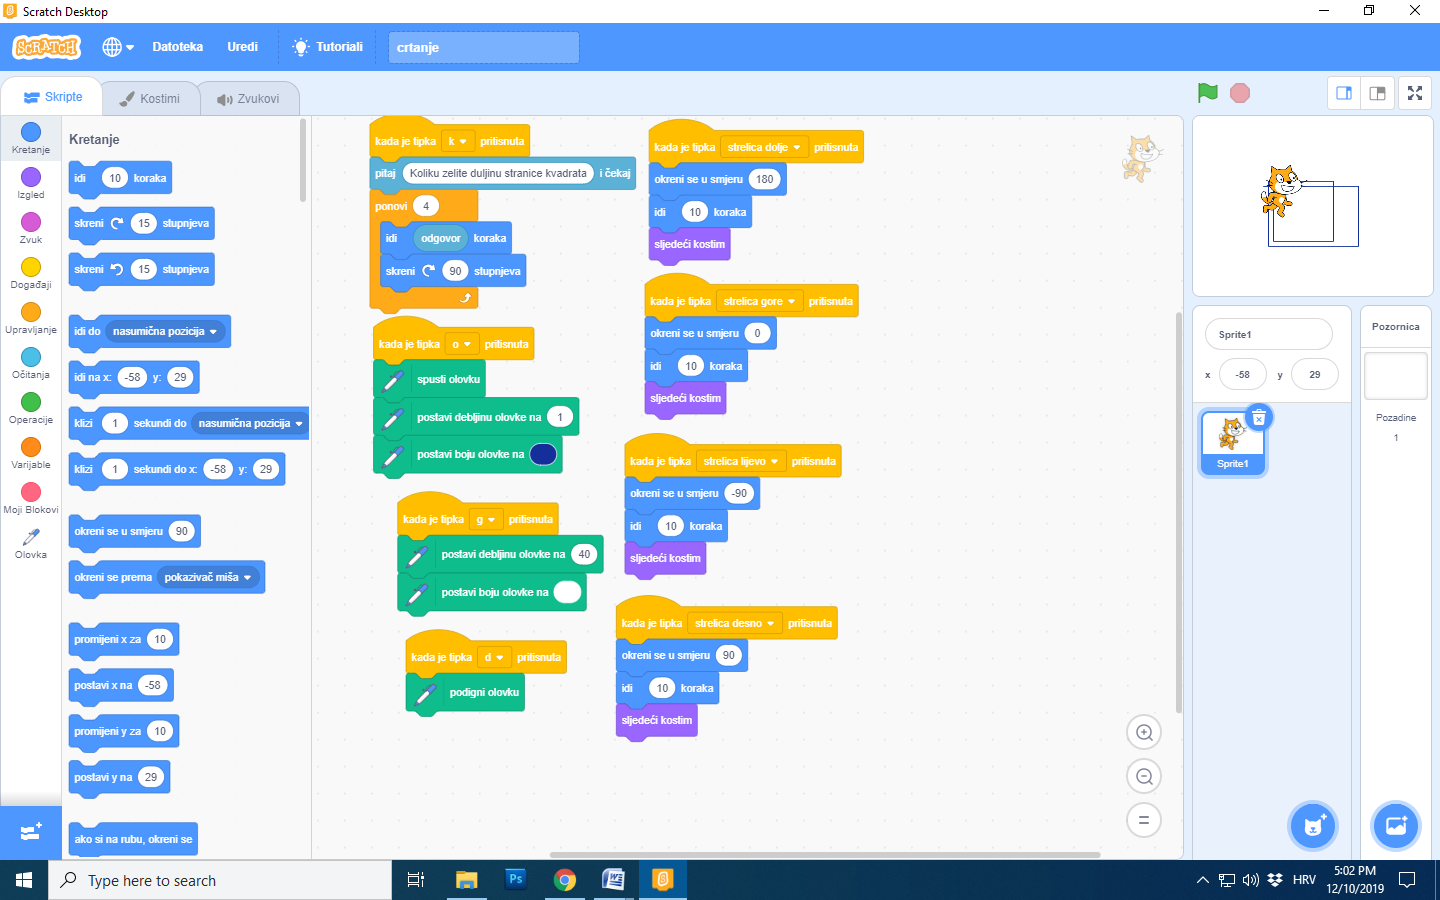 Scratch Desktop
SCRATCH
Datoteka
Uredi
Tutoriali
crtanje
Skripte
Kostimi
Zvukovi
Kretanje
Izgled
Zvuk
Događaji
Upravljanje
Očitanja
Operacije
Varijable
Moji Blokovi
Olovka
Kretanje
idi 10 koraka
skreni 15 stupnjeva
skreni 15 stupnjeva
idi do nasumična pozicija
idi na x: -58 y: 29
klizi 1 sekundi do nasumična pozicija
klizi 1 sekundi do x: -58 y: 29
okreni se u smjeru 90
okreni se prema pokazivač miša
promijeni x za 10
postavi x na -58
promijeni y za 10
postavi y na 29
ako si na rubu, okreni se
kada je tipka k pritisnuta
pitaj Koliku zelite duljinu stranice kvadrata i čekaj
ponovi 4
idi odgovor koraka
skreni 90 stupnjeva
kada je tipka o pritisnuta
spusti olovku
postavi debljinu olovke na 1
postavi boju olovke na
kada je tipka g pritisnuta
postavi debljinu olovke na 40
postavi boju olovke na
kada je tipka d pritisnuta
podigni olovku
kada je tipka strelica dolje pritisnuta
okreni se u smjeru 180
idi 10 koraka
sljedeći kostim
kada je tipka strelica gore pritisnuta
okreni se u smjeru 0
idi 10 koraka
sljedeći kostim
kada je tipka strelica lijevo pritisnuta
okreni se u smjeru -90
idi 10 koraka
sljedeći kostim
kada je tipka strelica desno pritisnuta
okreni se u smjeru 90
idi 10 koraka
sljedeći kostim
Sprite1
x -58 y 29
Sprite1
Pozornica
Pozadine
1
Type here to search
Ps
W
HRV
5:02 PM
12/10/2019